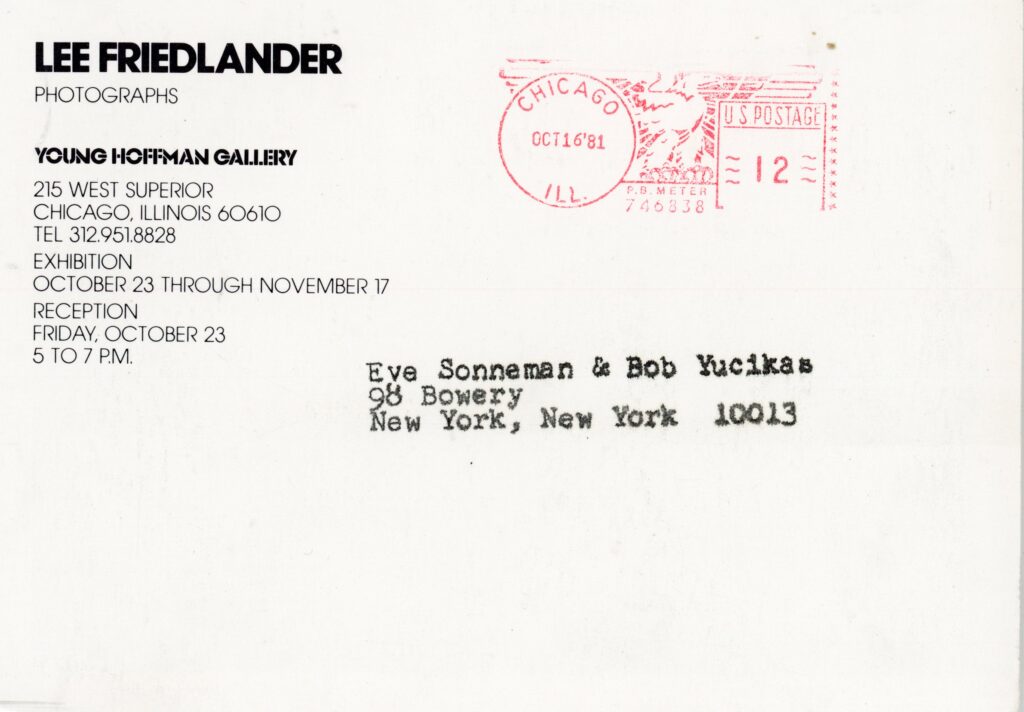 LEE FRIEDLANDER
PHOTOGRAPHS
YOUNG HOFFMAN GALLERY
215 WEST SUPERIOR
CHICAGO, ILLINOIS 60610
TEL 312.951.8828
EXHIBITION
OCTOBER 23 THROUGH NOVEMBER 17
RECEPTION
FRIDAY, OCTOBER 23
5 TO 7 P.M.
CHICAGO
OCT 16 '81
ILL.
P.B. METER
746838
U.S. POSTAGE
12
Eve Sonneman & Bob Yucikas
98 Bowery
New York, New York 10013